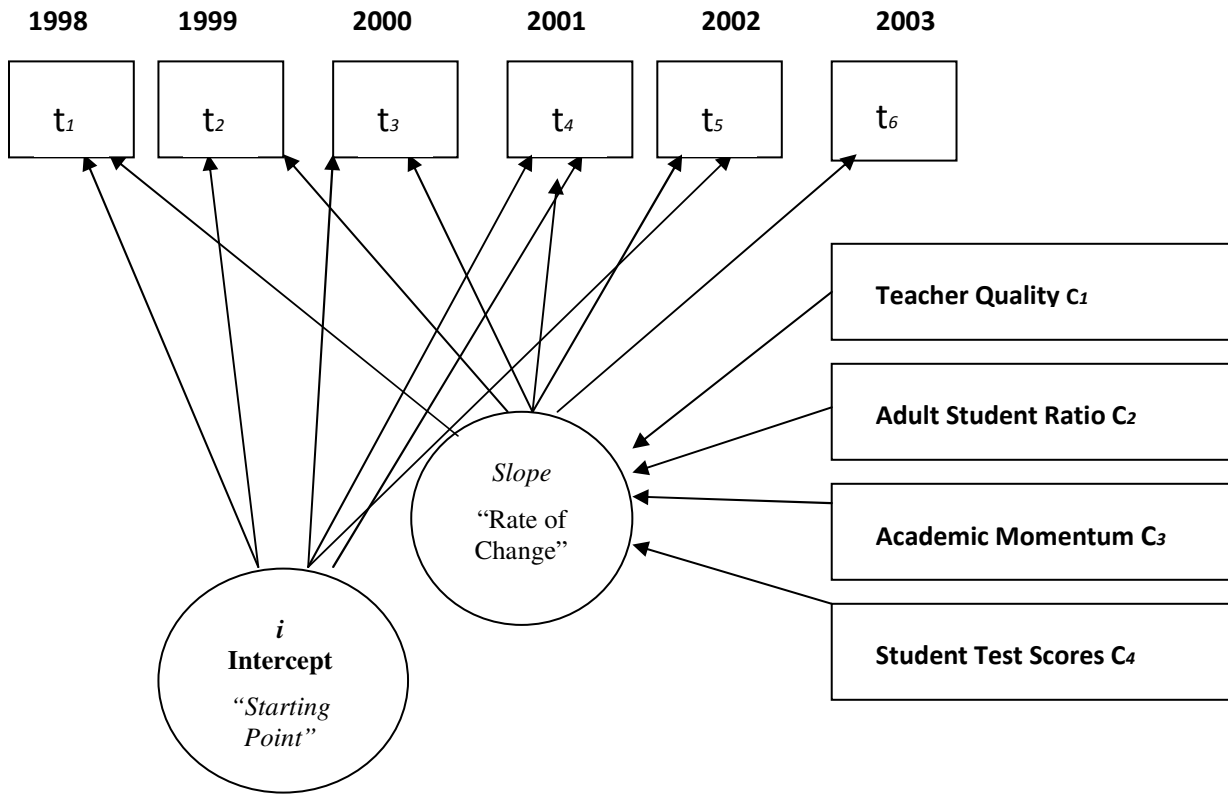 1998 1999 2000 2001 2002 2003
t1 t2 t3 t4 t5 t6
Teacher Quality C1
Adult Student Ratio C2
Slope
“Rate of
Change”
Academic Momentum C3
i
Intercept
“Starting
Point”
Student Test Scores C4